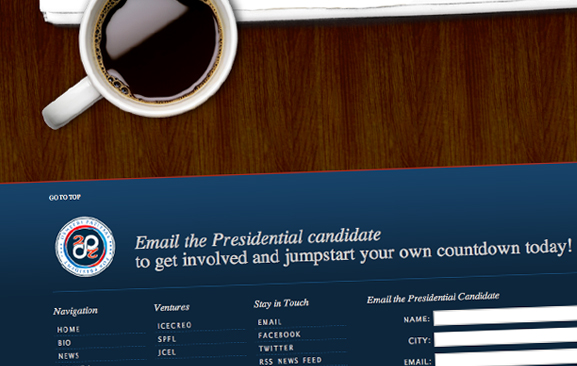 GO TO TOP
Email the Presidential candidate
to get involved and jumpstart your own countdown today!
Navigation
HOME
BIO
NEWS
Ventures
ICECREO
SPFL
JCEL
Stay in Touch
EMAIL
FACEBOOK
TWITTER
RSS NEWS FEED
Email the Presidential Candidate
NAME:
CITY:
EMAIL: